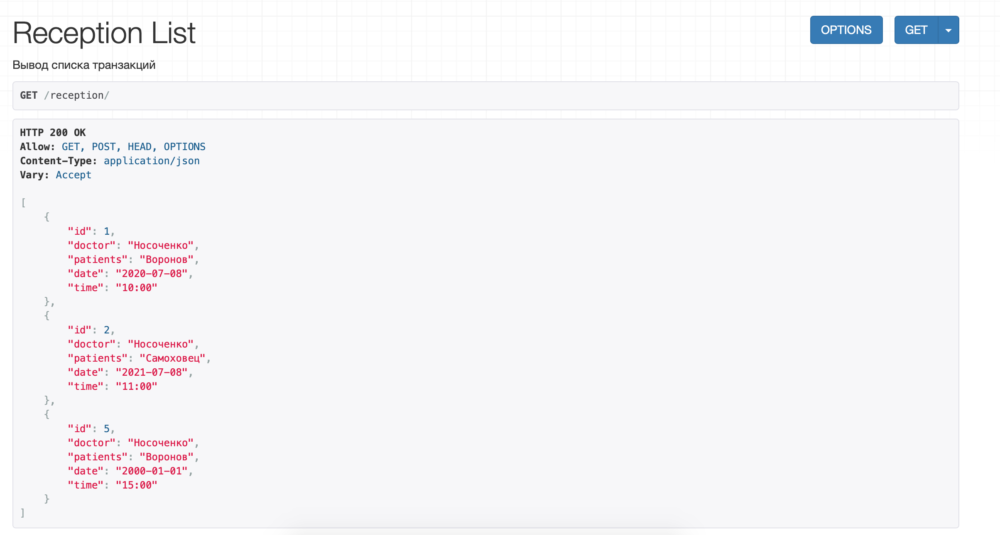 Reception List
OPTIONS
GET
Вывод списка транзакций
GET /reception/
HTTP 200 OK
Allow: GET, POST, HEAD, OPTIONS
Content-Type: application/json
Vary: Accept
[
    {
        "id": 1,
        "doctor": "Носоченко",
        "patients": "Воронов",
        "date": "2020-07-08",
        "time": "10:00"
    },
    {
        "id": 2,
        "doctor": "Носоченко",
        "patients": "Самоховец",
        "date": "2021-07-08",
        "time": "11:00"
    },
    {
        "id": 5,
        "doctor": "Носоченко",
        "patients": "Воронов",
        "date": "2000-01-01",
        "time": "15:00"
    }
]